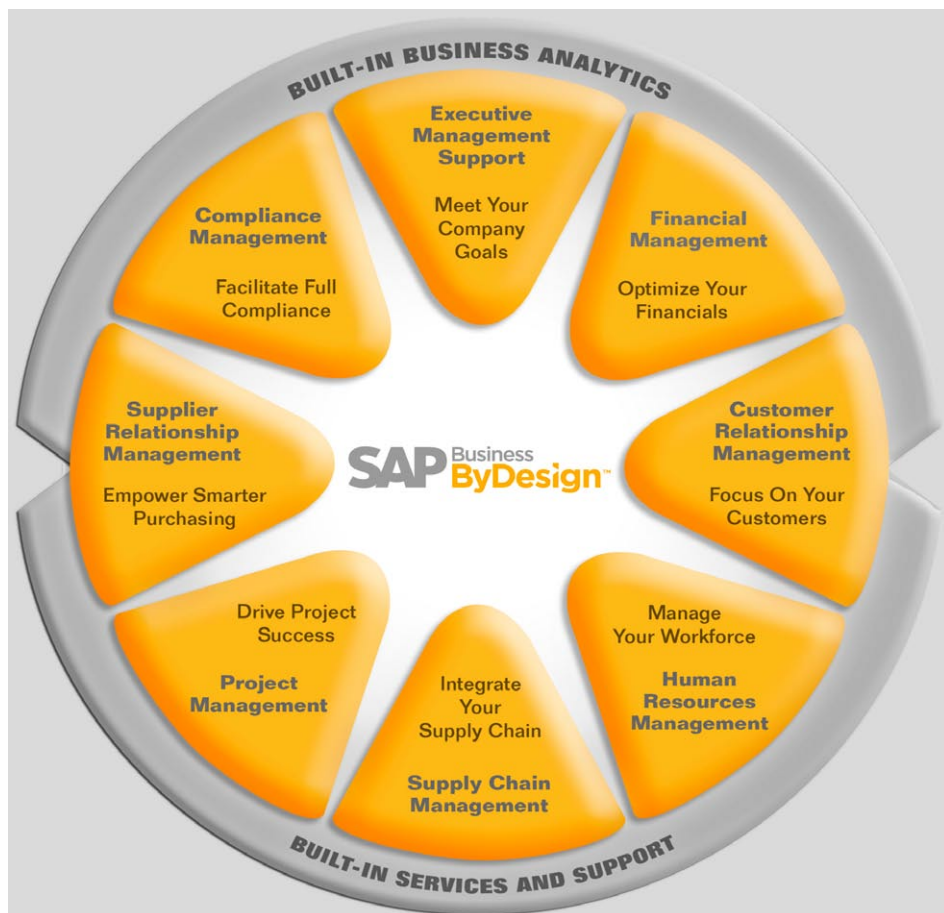 BUILT-IN BUSINESS ANALYTICS
Executive
Management
Support
Meet Your
Company
Goals
Financial
Management
Optimize Your
Financials
Customer
Relationship
Management
Focus On Your
Customers
Manage
Your Workforce
Human
Resources
Management
Integrate
Your
Supply Chain
Supply Chain
Management
Drive Project
Success
Project
Management
Supplier
Relationship
Management
Empower Smarter
Purchasing
Compliance
Management
Facilitate Full
Compliance
SAP Business
ByDesign™
BUILT-IN SERVICES AND SUPPORT